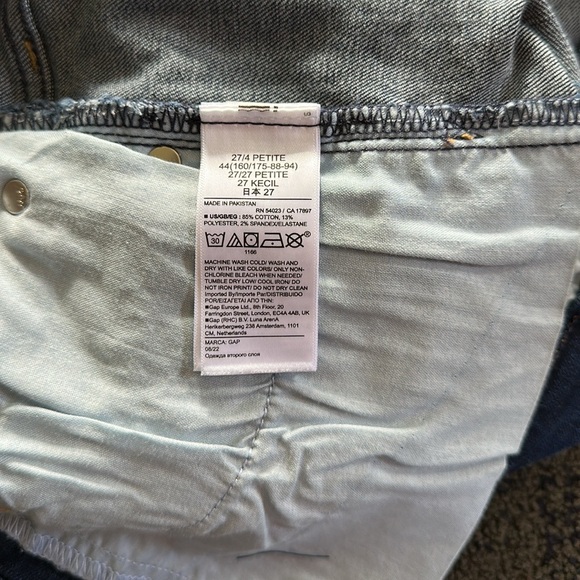 27/4 PETITE
44(160/175-88-94)
27/27 PETITE
27 KECIL
日本 27
MADE IN PAKISTAN
RN 54023 / CA 17897
■ US/GB/EG : 85% COTTON, 13%
POLYESTER, 2% SPANDEX/ELASTANE
30
1166
MACHINE WASH COLD/ WASH AND
DRY WITH LIKE COLORS/ ONLY NON-
CHLORINE BLEACH WHEN NEEDED/
TUMBLE DRY LOW/ COOL IRON/ DO
NOT IRON PRINT/ DO NOT DRY CLEAN
Imported By/Importe Par/DISTRIBUIDO
POR/ΕΙΣΑΓΕΤΑΙ ΑΠΟ ΤΗΝ:
■Gap Europe Ltd., 8th Floor, 20
Farringdon Street, London, EC4A 4AB, UK
■Gap (RHC) B.V. Luna ArenA
Herikerbergweg 238 Amsterdam, 1101
CM, Netherlands
MARCA: GAP
08/22
Одежда второго слоя